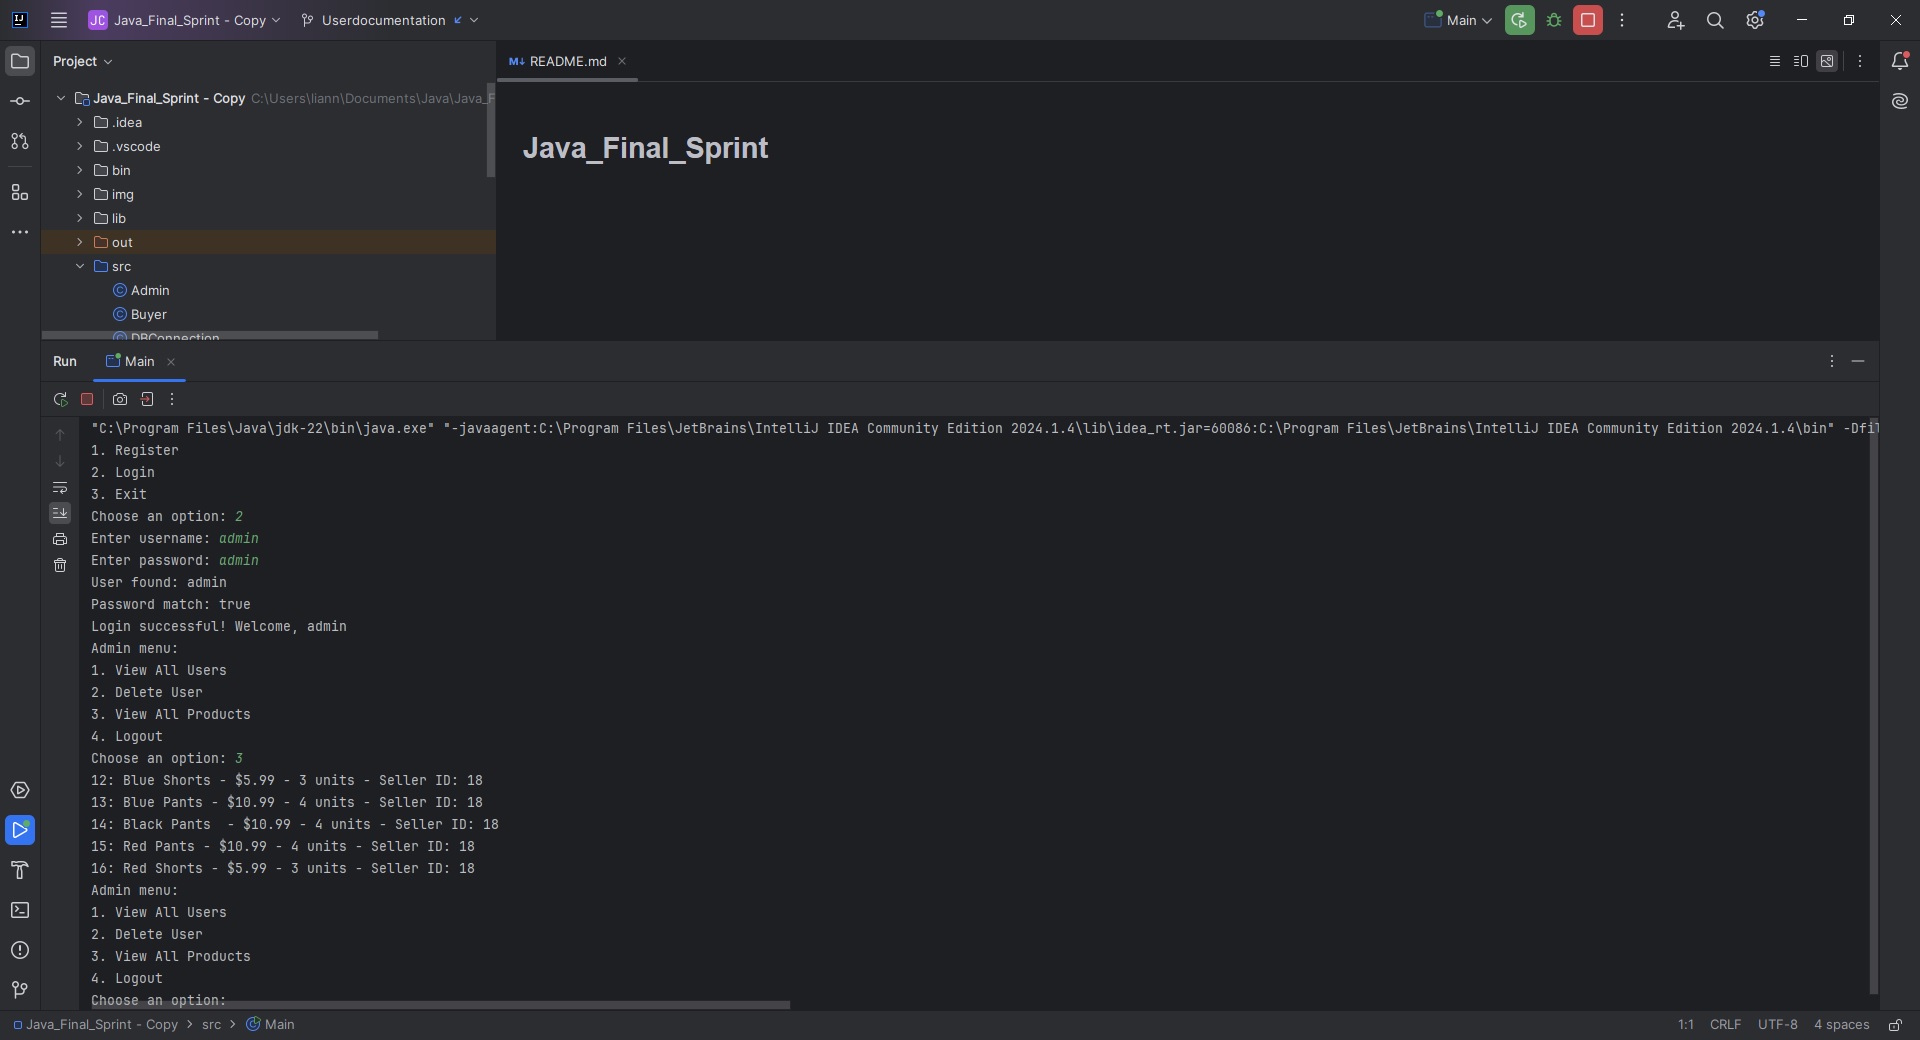 JC Java_Final_Sprint - Copy Userdocumentation Main
Project
Java_Final_Sprint - Copy C:\Users\liann\Documents\Java\Java_F
.idea
.vscode
bin
img
lib
out
src
Admin
Buyer
DBConnection
README.md
Java_Final_Sprint
Run Main
"C:\Program Files\Java\jdk-22\bin\java.exe" "-javaagent:C:\Program Files\JetBrains\IntelliJ IDEA Community Edition 2024.1.4\lib\idea_rt.jar=60086:C:\Program Files\JetBrains\IntelliJ IDEA Community Edition 2024.1.4\bin" -Dfil
1. Register
2. Login
3. Exit
Choose an option: 2
Enter username: admin
Enter password: admin
User found: admin
Password match: true
Login successful! Welcome, admin
Admin menu:
1. View All Users
2. Delete User
3. View All Products
4. Logout
Choose an option: 3
12: Blue Shorts - $5.99 - 3 units - Seller ID: 18
13: Blue Pants - $10.99 - 4 units - Seller ID: 18
14: Black Pants  - $10.99 - 4 units - Seller ID: 18
15: Red Pants - $10.99 - 4 units - Seller ID: 18
16: Red Shorts - $5.99 - 3 units - Seller ID: 18
Admin menu:
1. View All Users
2. Delete User
3. View All Products
4. Logout
Choose an option:
Java_Final_Sprint - Copy > src > Main 1:1 CRLF UTF-8 4 spaces